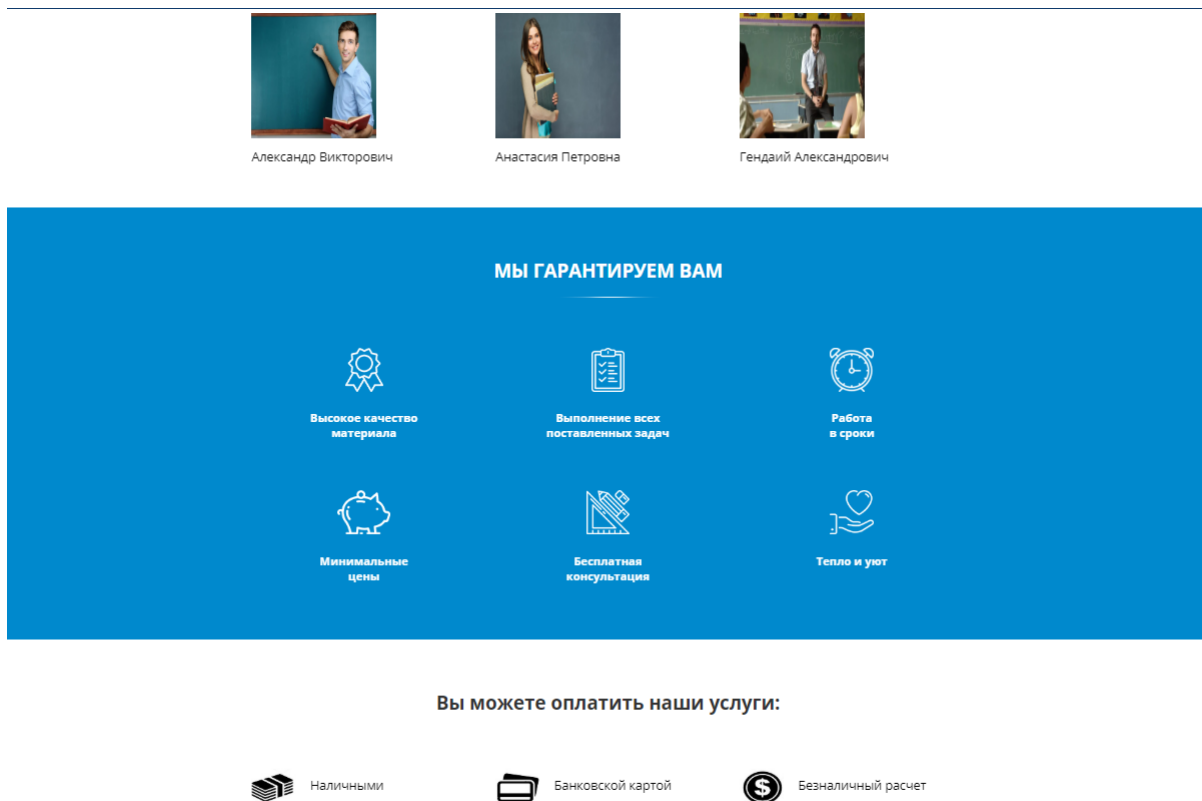 Александр Викторович
Анастасия Петровна
Гендаий Александрович
МЫ ГАРАНТИРУЕМ ВАМ
Высокое качество
материала
Выполнение всех
поставленных задач
Работа
в сроки
Минимальные
цены
Бесплатная
консультация
Тепло и уют
Вы можете оплатить наши услуги:
Наличными
Банковской картой
Безналичный расчет